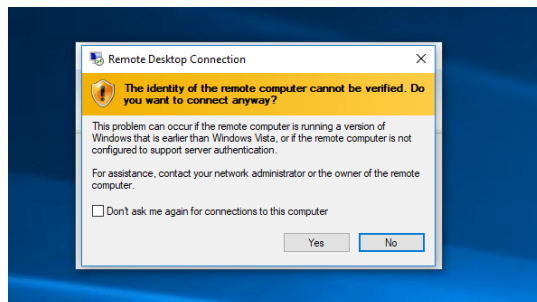 Remote Desktop Connection
The identity of the remote computer cannot be verified. Do
you want to connect anyway?
This problem can occur if the remote computer is running a version of
Windows that is earlier than Windows Vista, or if the remote computer is not
configured to support server authentication.
For assistance, contact your network administrator or the owner of the remote
computer.
Don't ask me again for connections to this computer
Yes No